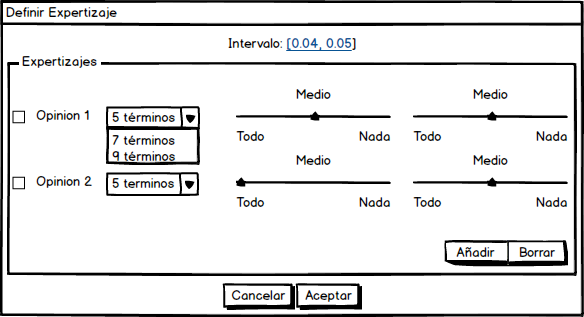 Definir Expertizaje
Intervalo: [0.04, 0.05]
Expertizajes
Medio Medio
Opinion 1 5 términos
Todo Nada Todo Nada
7 términos
9 términos
Medio Medio
Opinion 2 5 terminos
Todo Nada Todo Nada
Añadir Borrar
Cancelar Aceptar